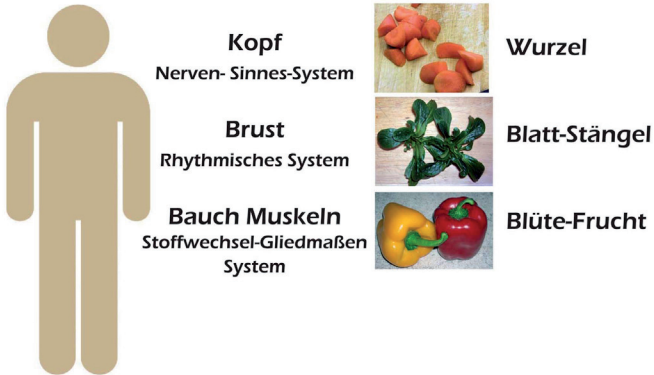 Kopf
Nerven- Sinnes-System
Wurzel
Brust
Rhythmisches System
Blatt-Stängel
Bauch Muskeln
Stoffwechsel-Gliedmaßen
System
Blüte-Frucht